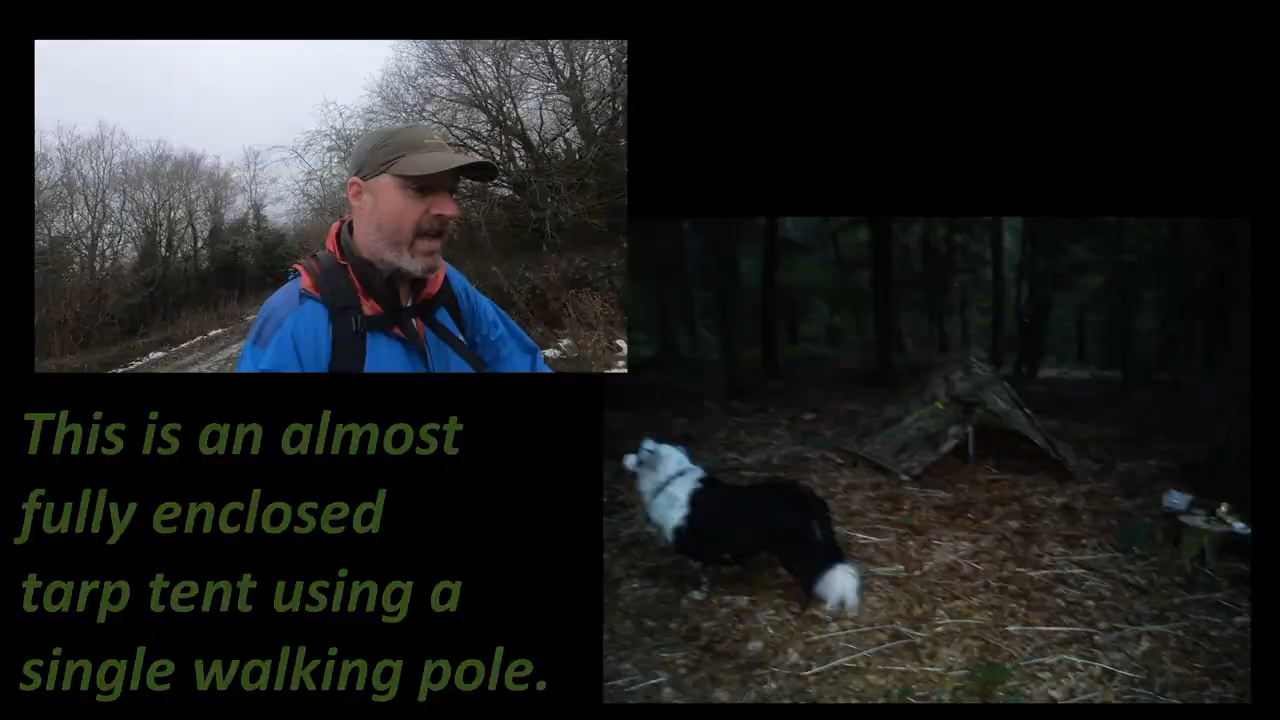 This is an almost
fully enclosed
tarp tent using a
single walking pole.